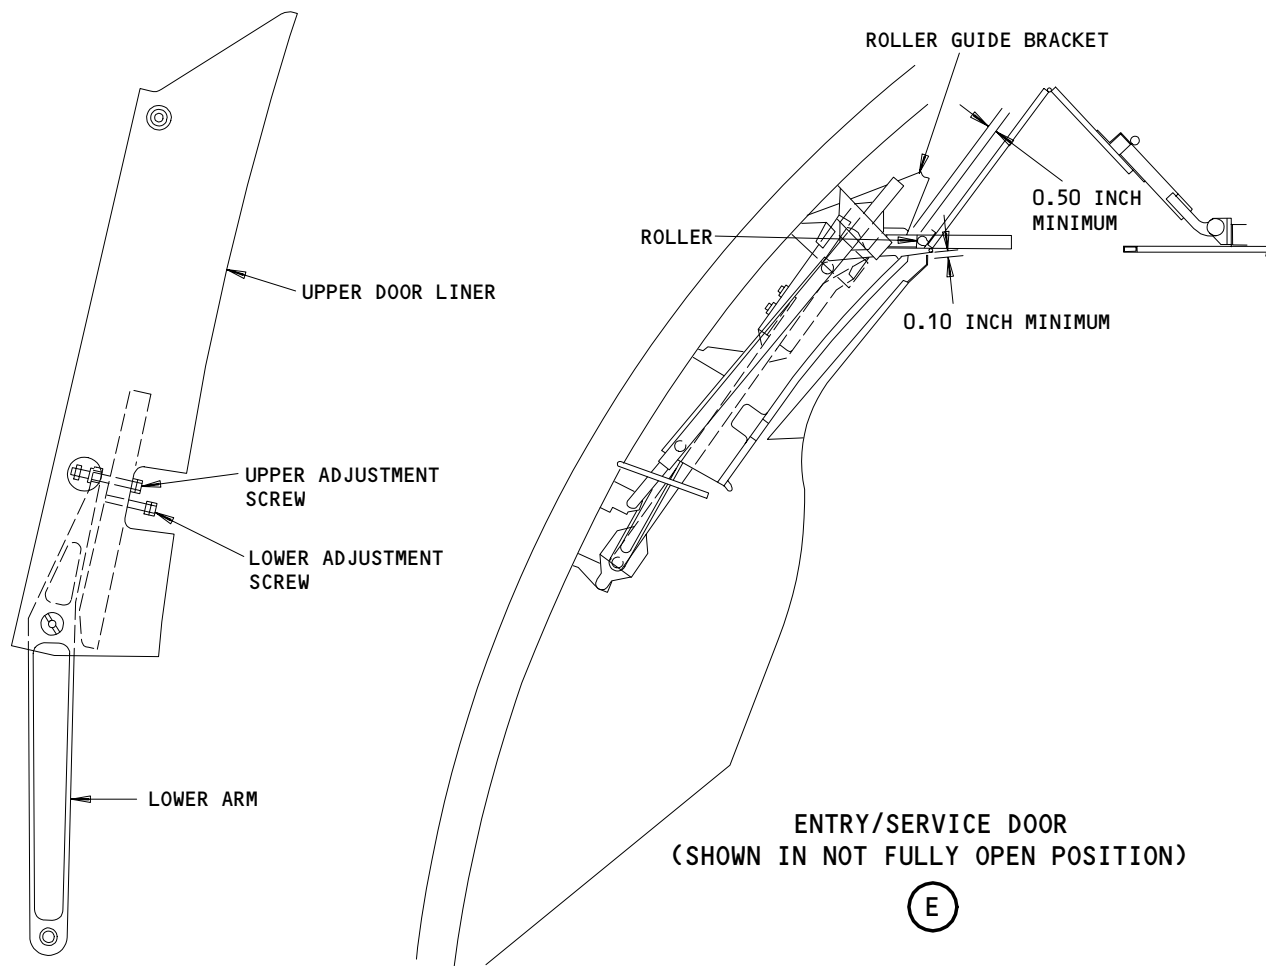 ROLLER GUIDE BRACKET
0.50 INCH
MINIMUM
ROLLER
UPPER DOOR LINER
0.10 INCH MINIMUM
UPPER ADJUSTMENT
SCREW
LOWER ADJUSTMENT
SCREW
LOWER ARM
ENTRY/SERVICE DOOR
(SHOWN IN NOT FULLY OPEN POSITION)
E